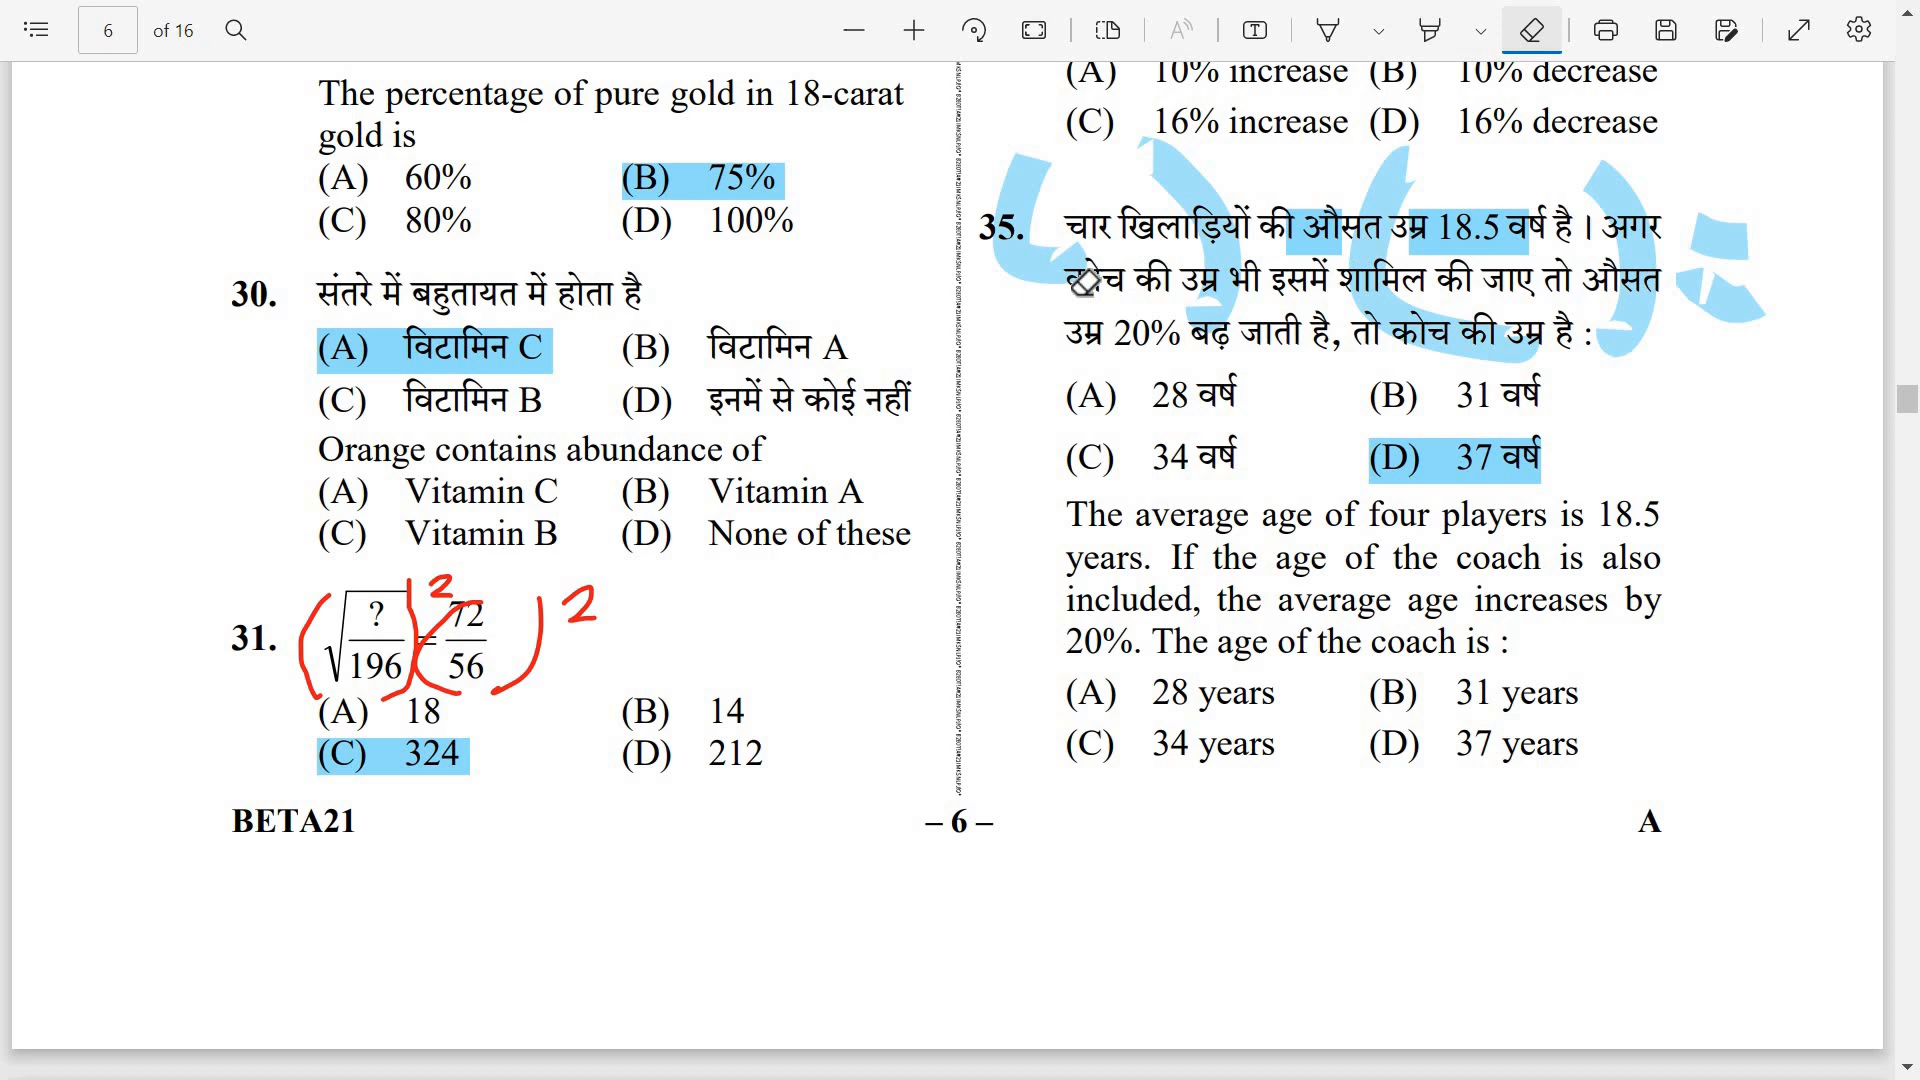 6 of 16
The percentage of pure gold in 18-carat
gold is
(A) 60% (B) 75%
(C) 80% (D) 100%
30. संतरे में बहुतायत में होता है
(A) विटामिन C (B) विटामिन A
(C) विटामिन B (D) इनमें से कोई नहीं
Orange contains abundance of
(A) Vitamin C (B) Vitamin A
(C) Vitamin B (D) None of these
31. (√?/196)² = (72/56)²
(A) 18 (B) 14
(C) 324 (D) 212
(A) 10% increase (B) 10% decrease
(C) 16% increase (D) 16% decrease
35. चार खिलाड़ियों की औसत उम्र 18.5 वर्ष है । अगर
कोच की उम्र भी इसमें शामिल की जाए तो औसत
उम्र 20% बढ़ जाती है, तो कोच की उम्र है :
(A) 28 वर्ष (B) 31 वर्ष
(C) 34 वर्ष (D) 37 वर्ष
The average age of four players is 18.5
years. If the age of the coach is also
included, the average age increases by
20%. The age of the coach is :
(A) 28 years (B) 31 years
(C) 34 years (D) 37 years
BETA21 – 6 – A